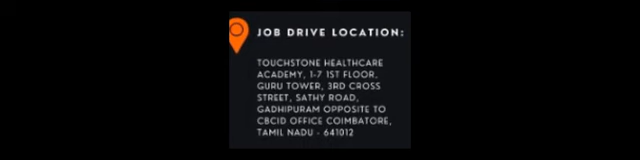 JOB DRIVE LOCATION:
TOUCHSTONE HEALTHCARE
ACADEMY, 1-7 1ST FLOOR,
GURU TOWER, 3RD CROSS
STREET, SATHY ROAD,
GADHIPURAM OPPOSITE TO
CBCID OFFICE COIMBATORE,
TAMIL NADU - 641012